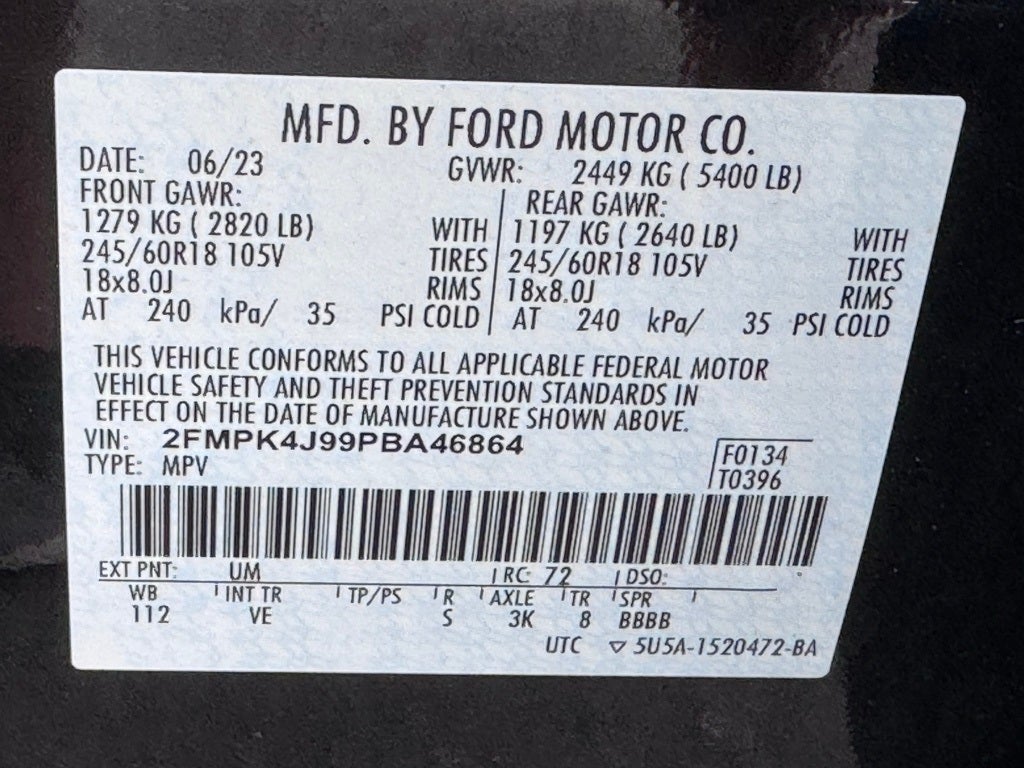 MFD. BY FORD MOTOR CO.
DATE: 06/23 GVWR: 2449 KG ( 5400 LB)
FRONT GAWR: REAR GAWR:
1279 KG ( 2820 LB) WITH 1197 KG ( 2640 LB) WITH
245/60R18 105V TIRES 245/60R18 105V TIRES
18x8.0J RIMS 18x8.0J RIMS
AT 240 kPa/ 35 PSI COLD AT 240 kPa/ 35 PSI COLD
THIS VEHICLE CONFORMS TO ALL APPLICABLE FEDERAL MOTOR
VEHICLE SAFETY AND THEFT PREVENTION STANDARDS IN
EFFECT ON THE DATE OF MANUFACTURE SHOWN ABOVE.
VIN: 2FMPK4J99PBA46864
TYPE: MPV
F0134
T0396
EXT PNT: UM RC: 72 DSO:
WB INT TR TP/PS R AXLE TR SPR
112 VE S 3K 8 BBBB
UTC ▽ 5U5A-1520472-BA